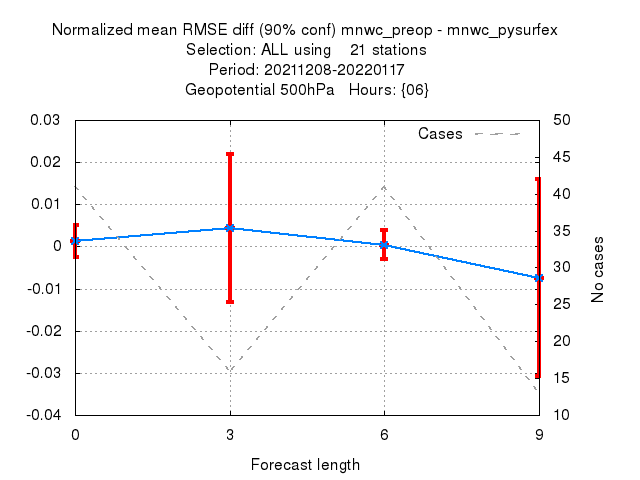 Normalized mean RMSE diff (90% conf) mnwc_preop - mnwc_pysurfex
Selection: ALL using    21 stations
Period: 20211208-20220117
Geopotential 500hPa   Hours: {06}
Cases
0.03
0.02
0.01
0
-0.01
-0.02
-0.03
-0.04
50
45
40
35
30
25
20
15
10
No cases
0 3 6 9
Forecast length